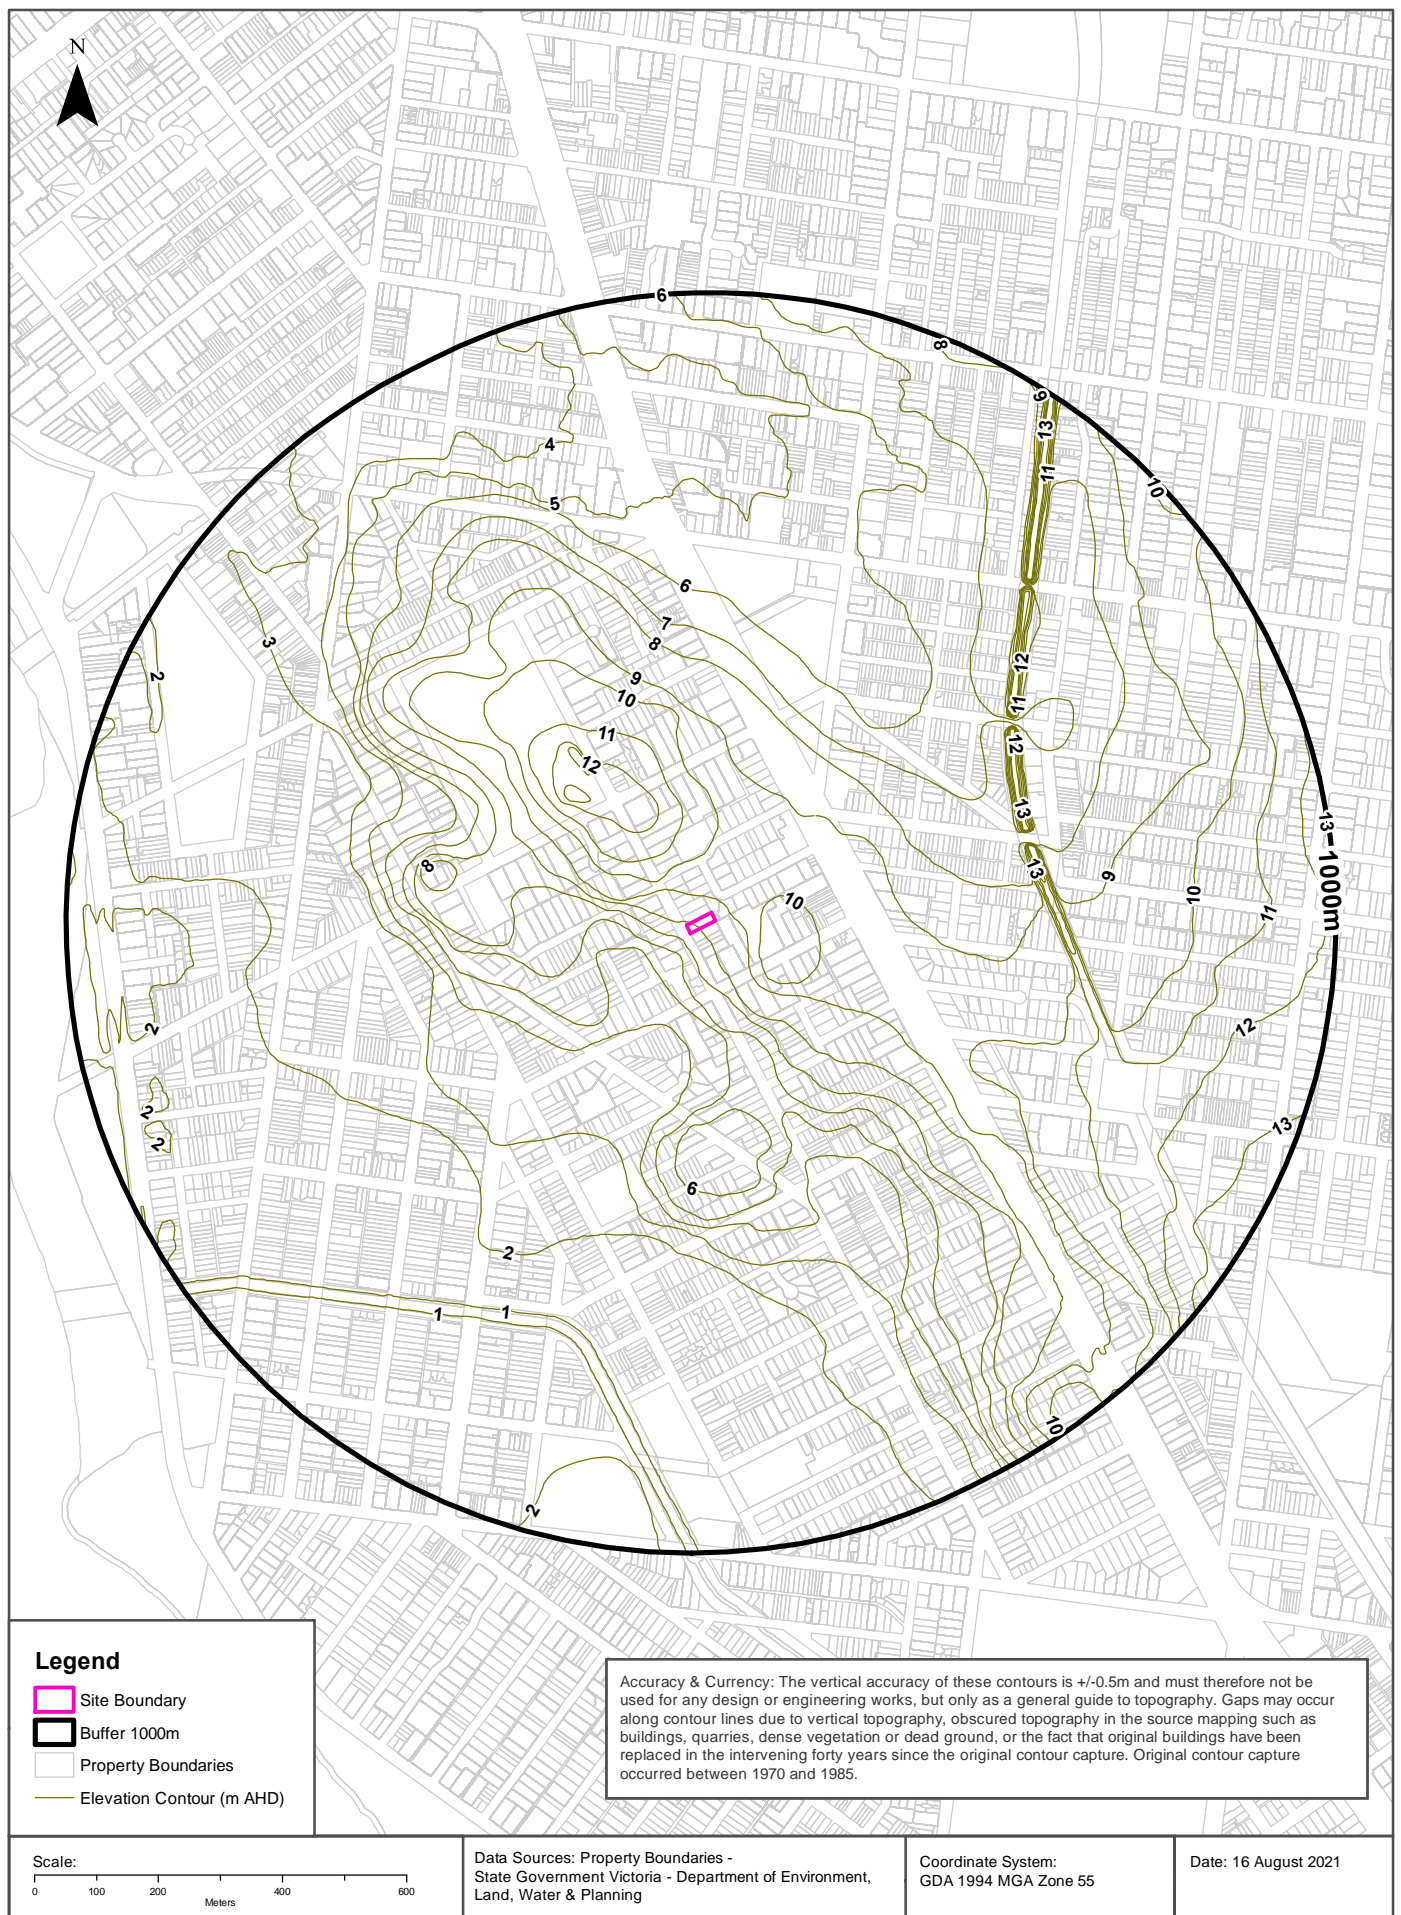 N
6
8
9
13
11
10
4
5
6
7
8
3
2
9
10
11
12
12
11
12
13
13
13
1000m
8
10
9
10
11
12
13
2
2
2
6
2
1
1
10
2
Legend
Site Boundary
Buffer 1000m
Property Boundaries
Elevation Contour (m AHD)
Accuracy & Currency: The vertical accuracy of these contours is +/-0.5m and must therefore not be
used for any design or engineering works, but only as a general guide to topography. Gaps may occur
along contour lines due to vertical topography, obscured topography in the source mapping such as
buildings, quarries, dense vegetation or dead ground, or the fact that original buildings have been
replaced in the intervening forty years since the original contour capture. Original contour capture
occurred between 1970 and 1985.
Scale:
0 100 200 400 600
Meters
Data Sources: Property Boundaries -
State Government Victoria - Department of Environment,
Land, Water & Planning
Coordinate System:
GDA 1994 MGA Zone 55
Date: 16 August 2021